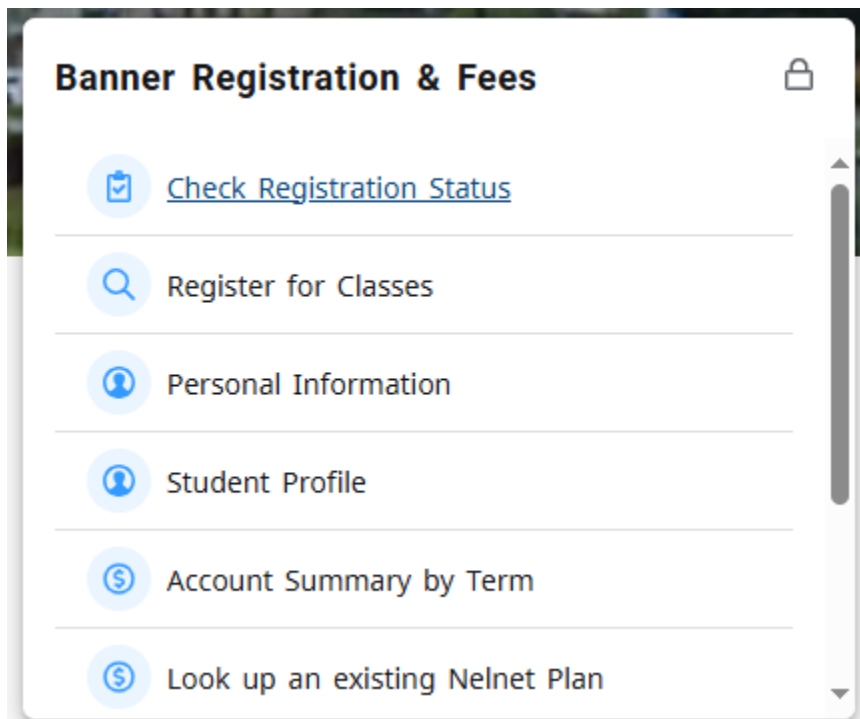 Banner Registration & Fees
Check Registration Status
Register for Classes
Personal Information
Student Profile
Account Summary by Term
Look up an existing Nelnet Plan